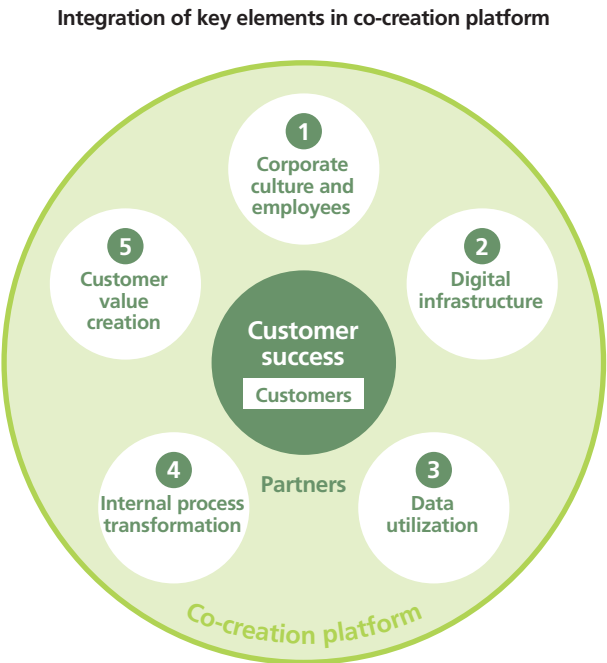 Integration of key elements in co-creation platform
1
Corporate
culture and
employees
2
Digital
infrastructure
3
Data
utilization
4
Internal process
transformation
5
Customer
value
creation
Customer
success
Customers
Partners
Co-creation platform